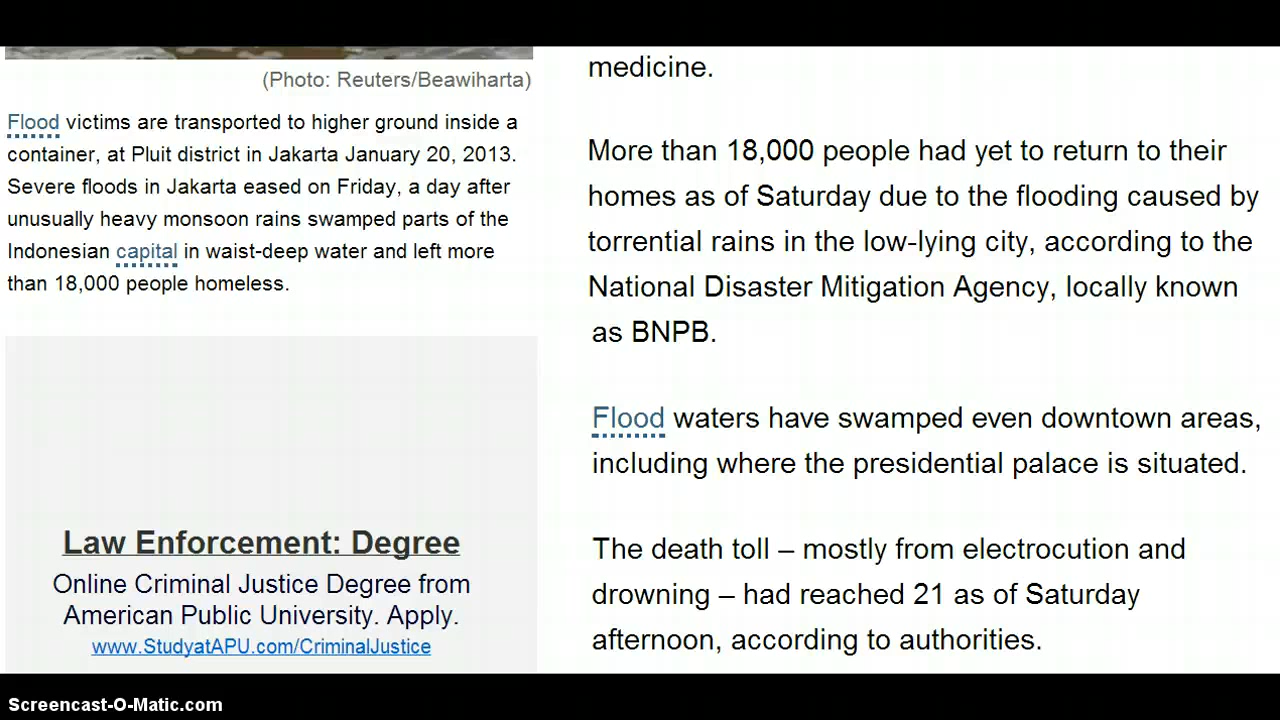 (Photo: Reuters/Beawiharta)
Flood victims are transported to higher ground inside a
container, at Pluit district in Jakarta January 20, 2013.
Severe floods in Jakarta eased on Friday, a day after
unusually heavy monsoon rains swamped parts of the
Indonesian capital in waist-deep water and left more
than 18,000 people homeless.
Law Enforcement: Degree
Online Criminal Justice Degree from
American Public University. Apply.
www.StudyatAPU.com/CriminalJustice
medicine.
More than 18,000 people had yet to return to their
homes as of Saturday due to the flooding caused by
torrential rains in the low-lying city, according to the
National Disaster Mitigation Agency, locally known
as BNPB.
Flood waters have swamped even downtown areas,
including where the presidential palace is situated.
The death toll – mostly from electrocution and
drowning – had reached 21 as of Saturday
afternoon, according to authorities.
Screencast-O-Matic.com